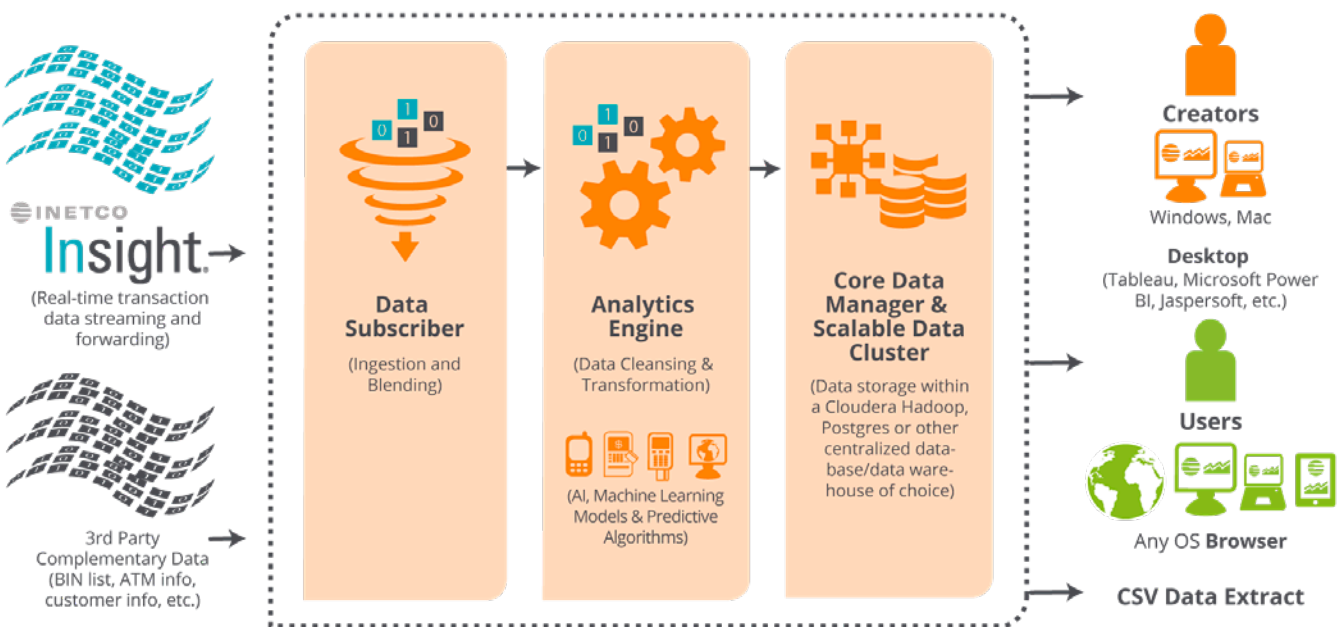 INETCO
Insight.
(Real-time transaction
data streaming and
forwarding)
3rd Party
Complementary Data
(BIN list, ATM info,
customer info, etc.)
0 1 1 0
Data
Subscriber
(Ingestion and
Blending)
0 1 1 0
Analytics
Engine
(Data Cleansing &
Transformation)
$
(AI, Machine Learning
Models & Predictive
Algorithms)
Core Data
Manager &
Scalable Data
Cluster
(Data storage within
a Cloudera Hadoop,
Postgres or other
centralized data-
base/data ware-
house of choice)
Creators
Windows, Mac
Desktop
(Tableau, Microsoft Power
BI, Jaspersoft, etc.)
Users
Any OS Browser
CSV Data Extract